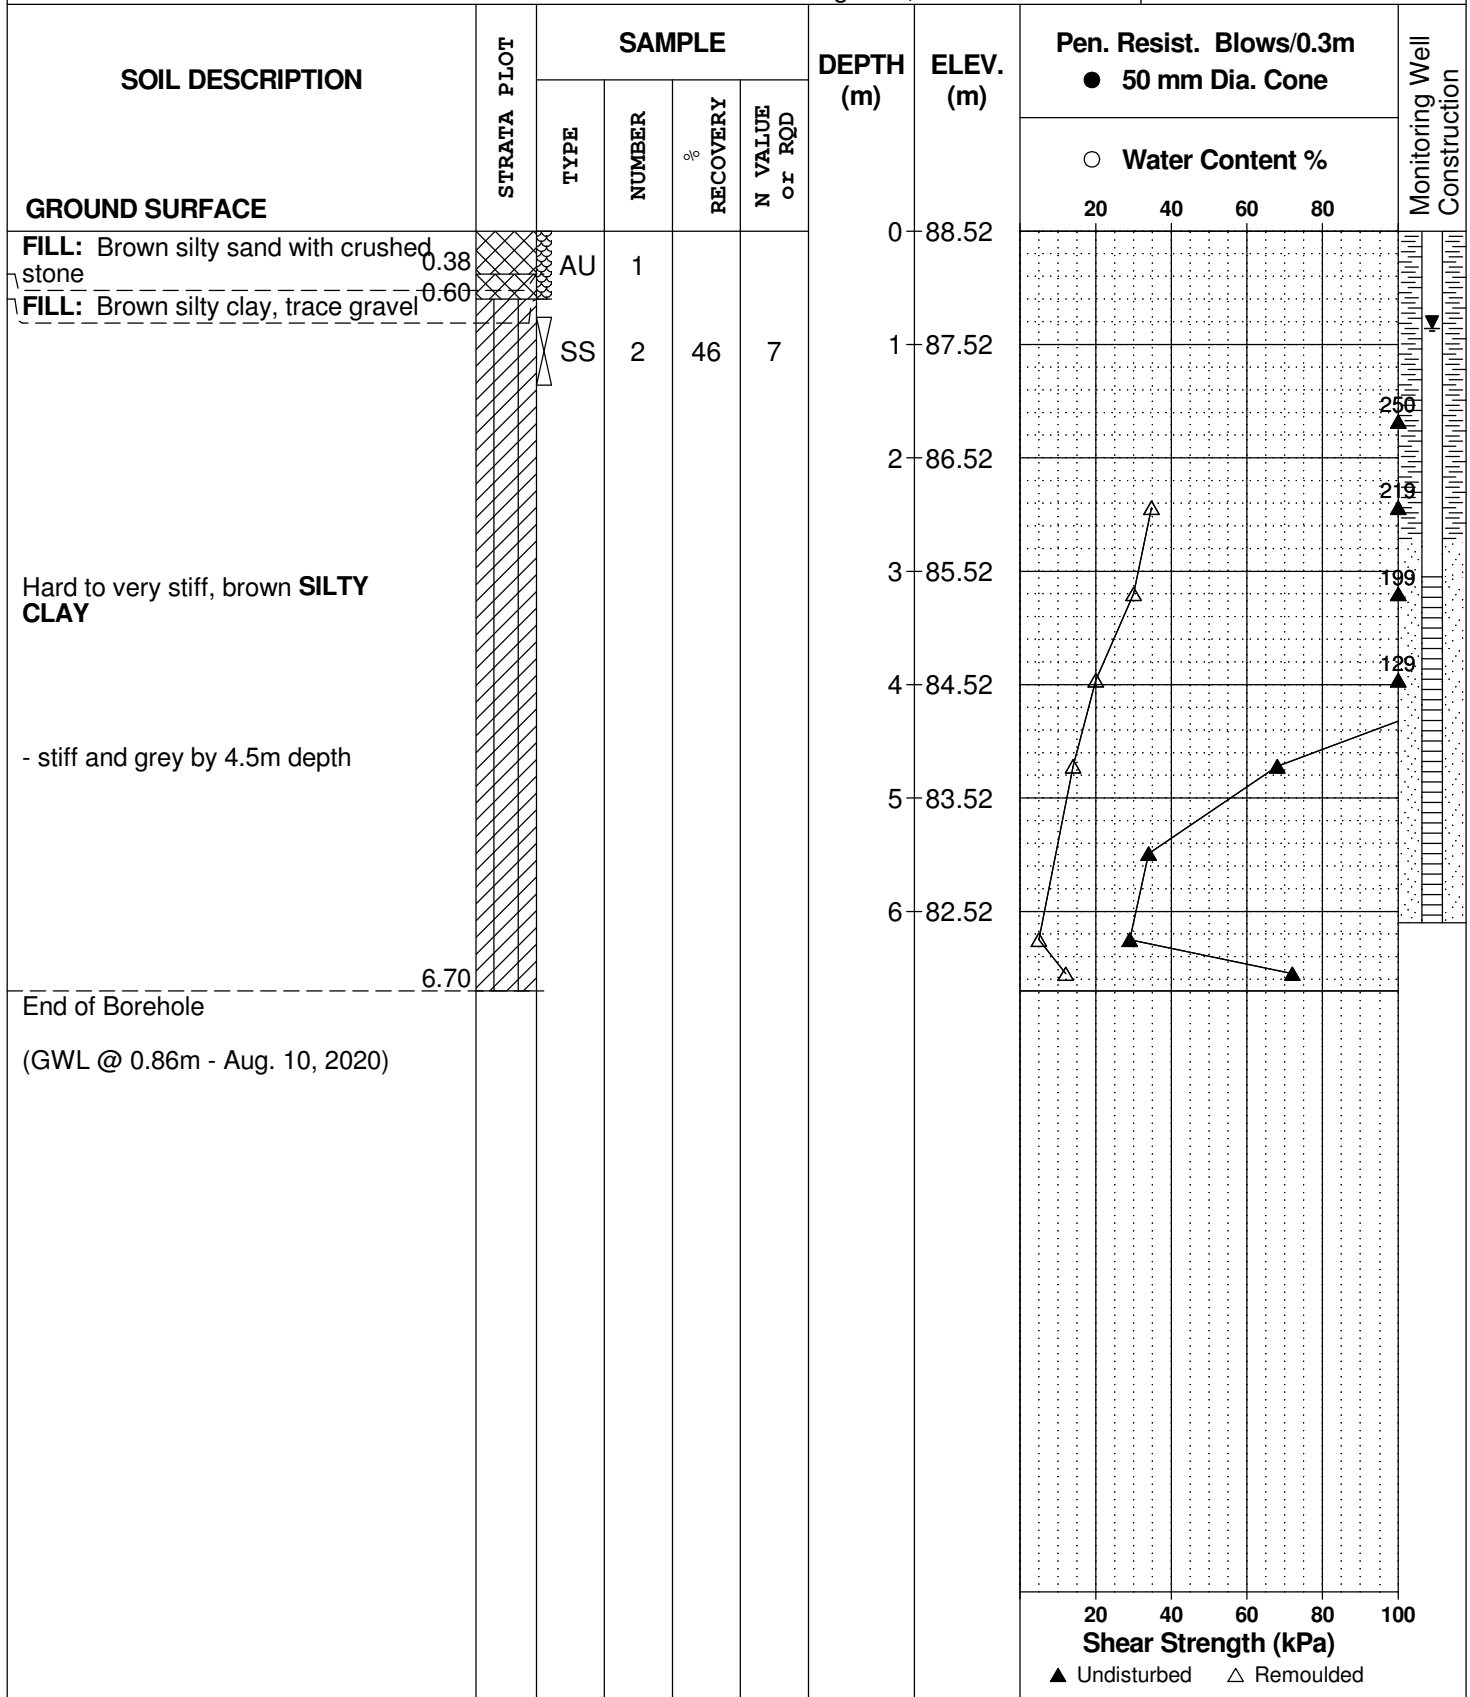 SOIL DESCRIPTION
GROUND SURFACE
STRATA PLOT
SAMPLE
TYPE
NUMBER
%
RECOVERY
N VALUE
or RQD
DEPTH
(m)
ELEV.
(m)
Pen. Resist. Blows/0.3m
● 50 mm Dia. Cone
○ Water Content %
20 40 60 80
Monitoring Well
Construction
FILL: Brown silty sand with crushed
stone
0.38
FILL: Brown silty clay, trace gravel
0.60
AU 1
SS 2 46 7
Hard to very stiff, brown SILTY
CLAY
- stiff and grey by 4.5m depth
6.70
End of Borehole
(GWL @ 0.86m - Aug. 10, 2020)
0 88.52
1 87.52
2 86.52
3 85.52
4 84.52
5 83.52
6 82.52
250
219
199
129
20 40 60 80 100
Shear Strength (kPa)
▲ Undisturbed △ Remoulded